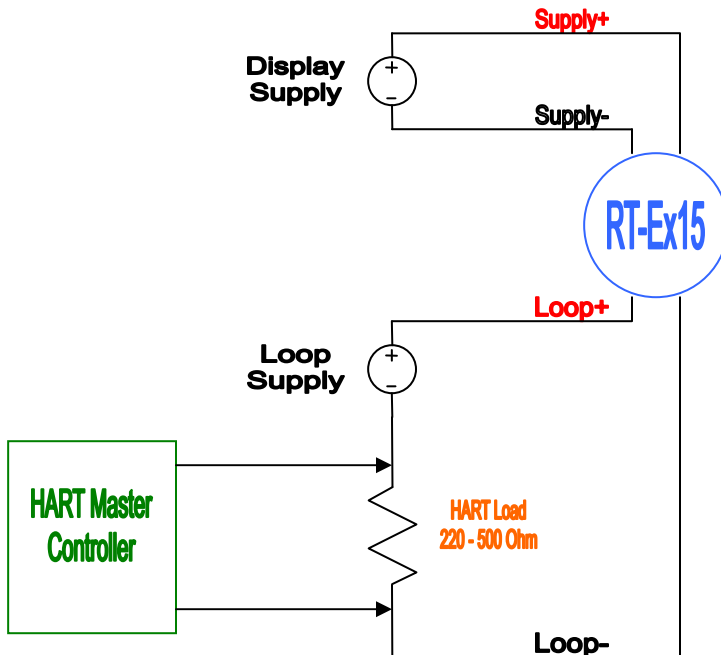 Supply+
Display
Supply
+
-
Supply-
RT-Ex15
Loop+
Loop
Supply
+
-
HART Master
Controller
HART Load
220 - 500 Ohm
Loop-